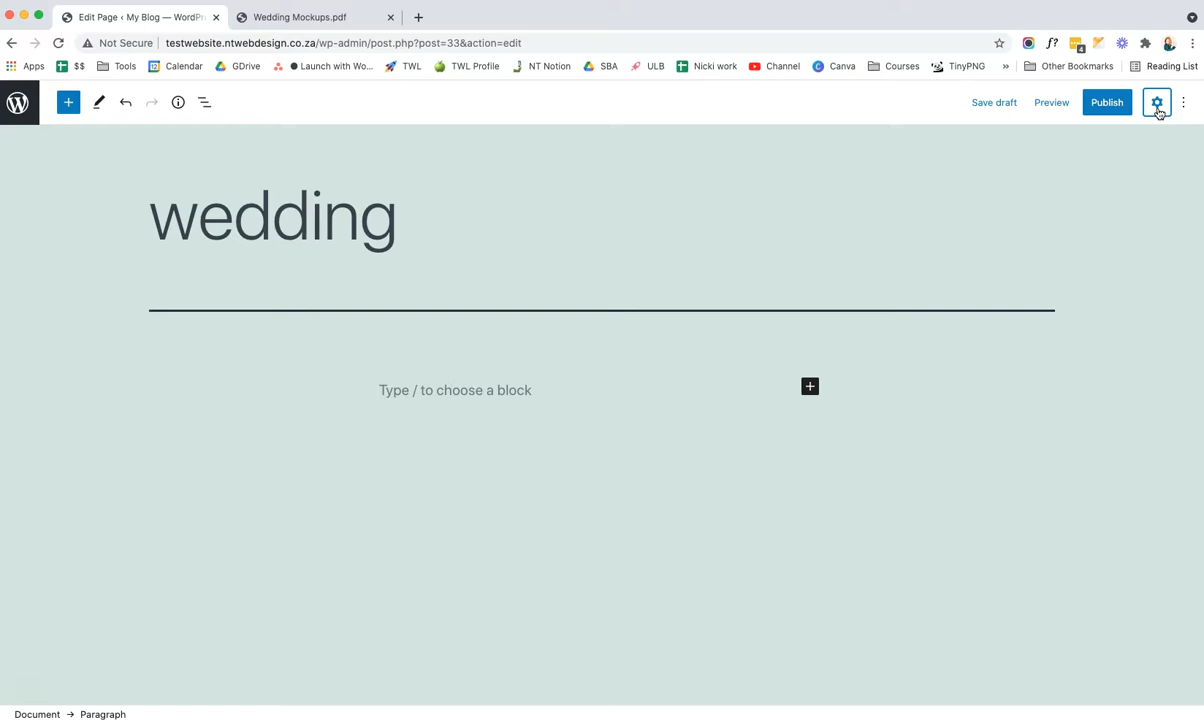 Edit Page ‹ My Blog — WordPr
Wedding Mockups.pdf
Not Secure
testwebsite.ntwebdesign.co.za/wp-admin/post.php?post=33&action=edit
f?
4
Apps
$$
Tools
Calendar
GDrive
Launch with Wo...
TWL
TWL Profile
NT Notion
SBA
ULB
Nicki work
Channel
Canva
Courses
TinyPNG
»
Other Bookmarks
Reading List
Save draft
Preview
Publish
wedding
Type / to choose a block
Document → Paragraph